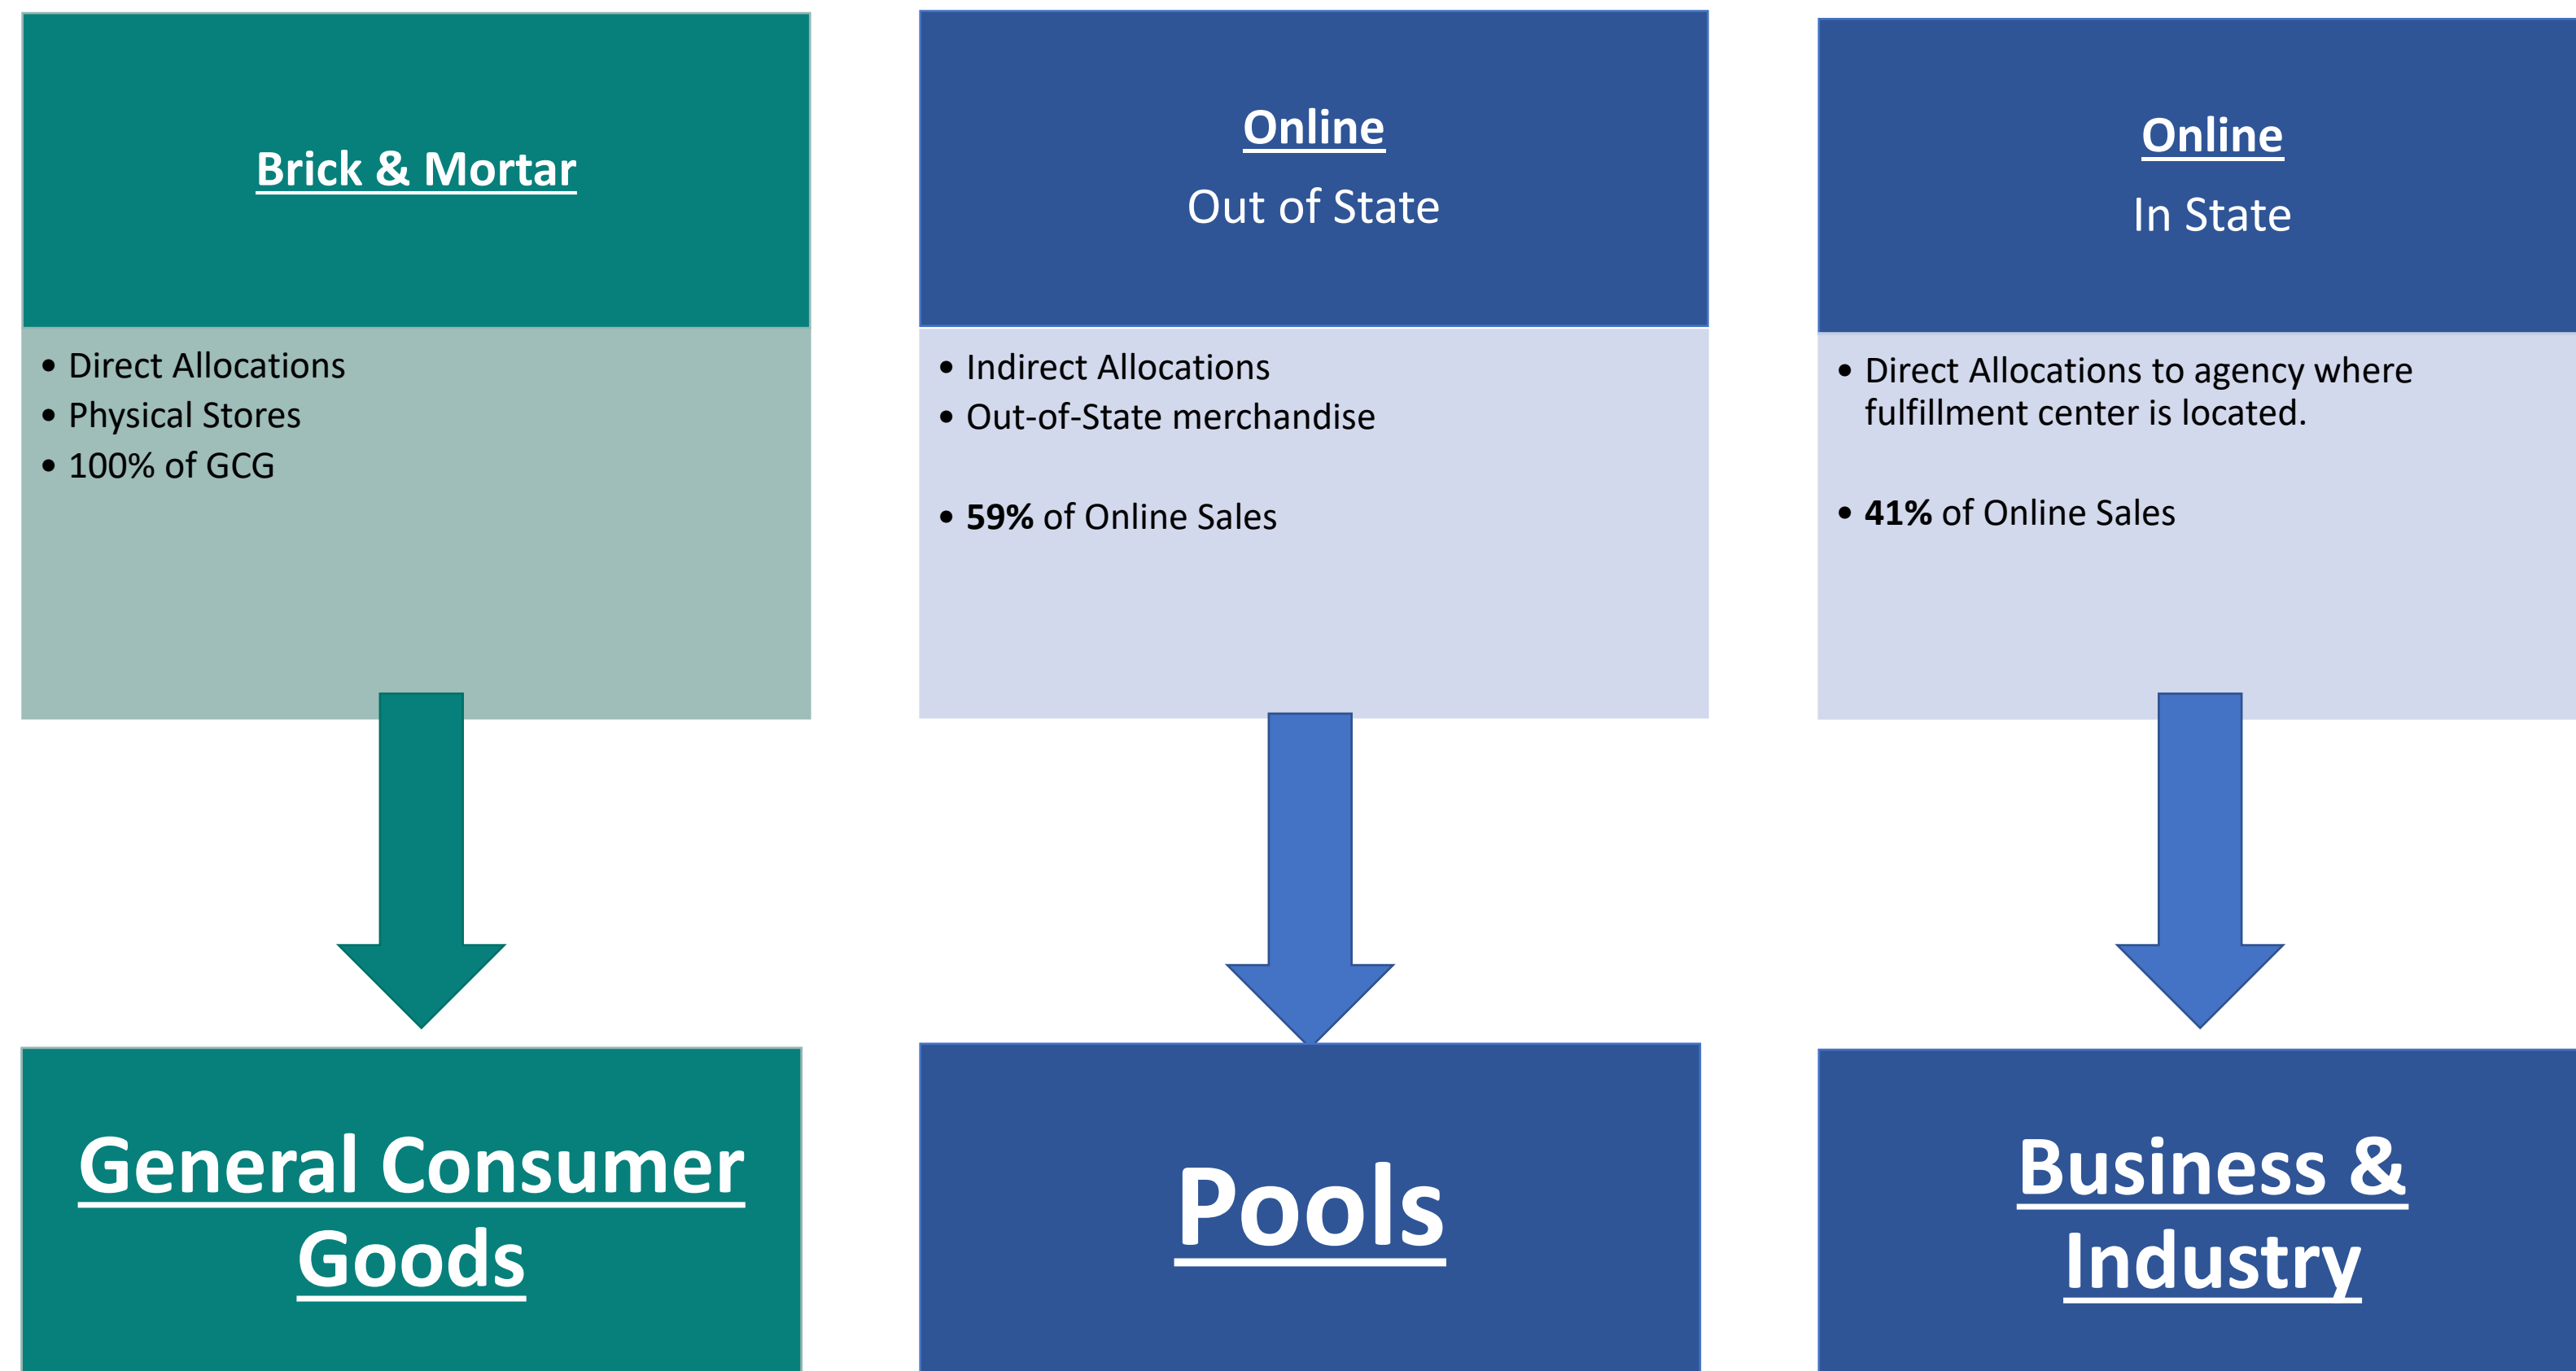 Brick & Mortar
• Direct Allocations
• Physical Stores
• 100% of GCG
General Consumer
Goods
Online
Out of State
• Indirect Allocations
• Out-of-State merchandise
• 59% of Online Sales
Pools
Online
In State
• Direct Allocations to agency where
fulfillment center is located.
• 41% of Online Sales
Business &
Industry